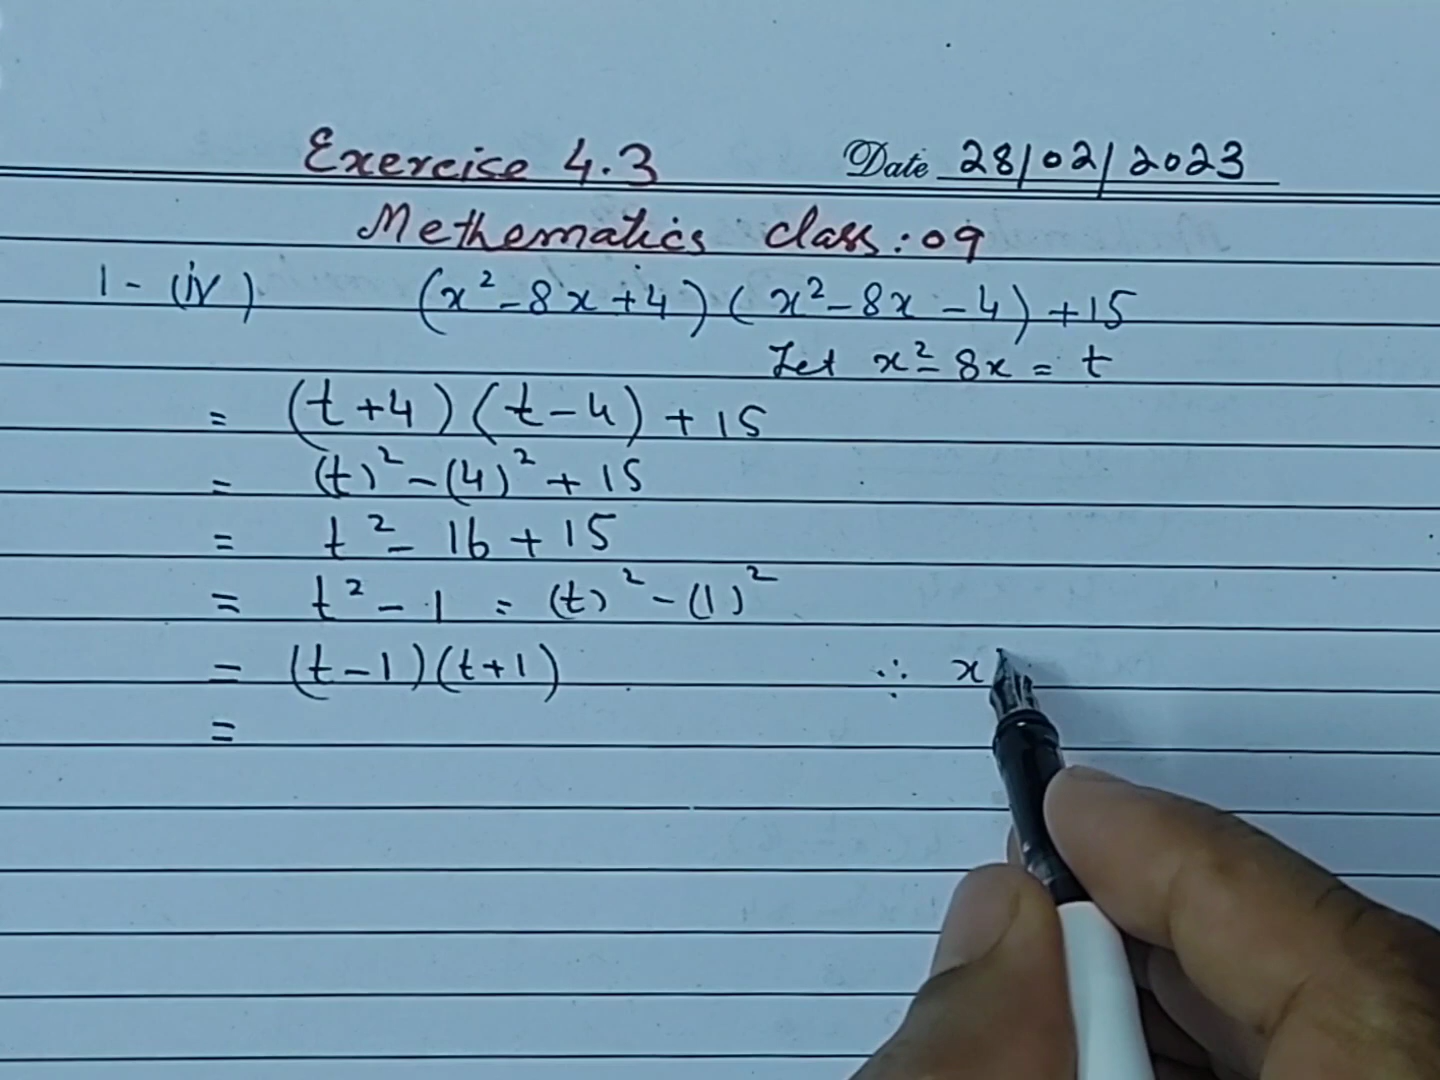 Exercise 4.3 Date 28/02/2023
Methematics class: 09
1 - (iv) (x² - 8x + 4) (x² - 8x - 4) + 15
Let x² - 8x = t
= (t + 4) (t - 4) + 15
= (t)² - (4)² + 15
= t² - 16 + 15
= t² - 1 = (t)² - (1)²
= (t - 1) (t + 1) ∵ x
=